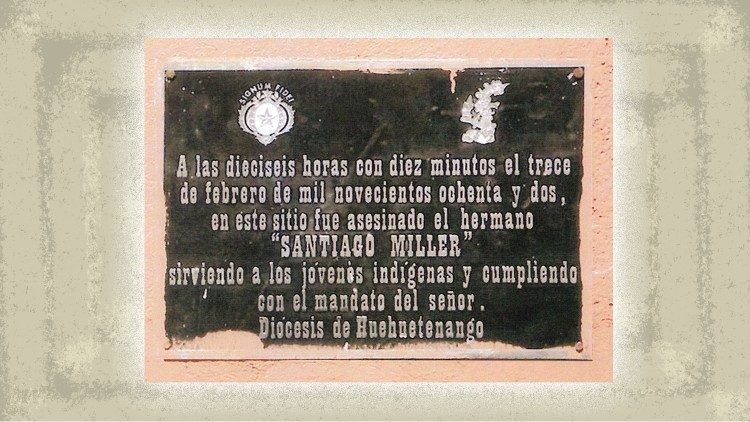 SIGNUM FIDEI
A las dieciseis horas con diez minutos el trece
de febrero de mil novecientos ochenta y dos,
en este sitio fue asesinado el hermano
"SANTIAGO MILLER"
sirviendo a los jóvenes indígenas y cumpliendo
con el mandato del señor.
Diócesis de Huehuetenango